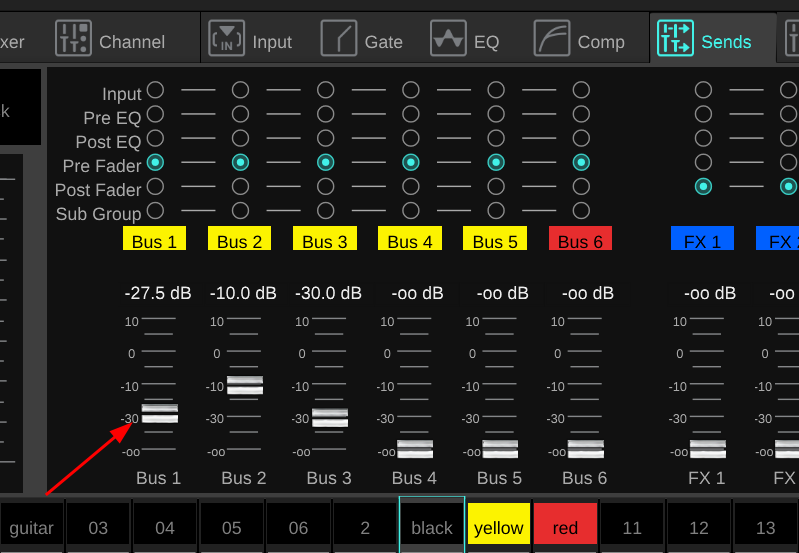 xer Channel Input Gate EQ Comp Sends
IN
k
Input
Pre EQ
Post EQ
Pre Fader
Post Fader
Sub Group
Bus 1 Bus 2 Bus 3 Bus 4 Bus 5 Bus 6 FX 1 FX
-27.5 dB -10.0 dB -30.0 dB -oo dB -oo dB -oo dB -oo dB -oo
10 10 10 10 10 10 10 10
0 0 0 0 0 0 0 0
-10 -10 -10 -10 -10 -10 -10 -10
-30 -30 -30 -30 -30 -30 -30 -30
-oo -oo -oo -oo -oo -oo -oo -oo
Bus 1 Bus 2 Bus 3 Bus 4 Bus 5 Bus 6 FX 1 FX
guitar 03 04 05 06 2 black yellow red 11 12 13